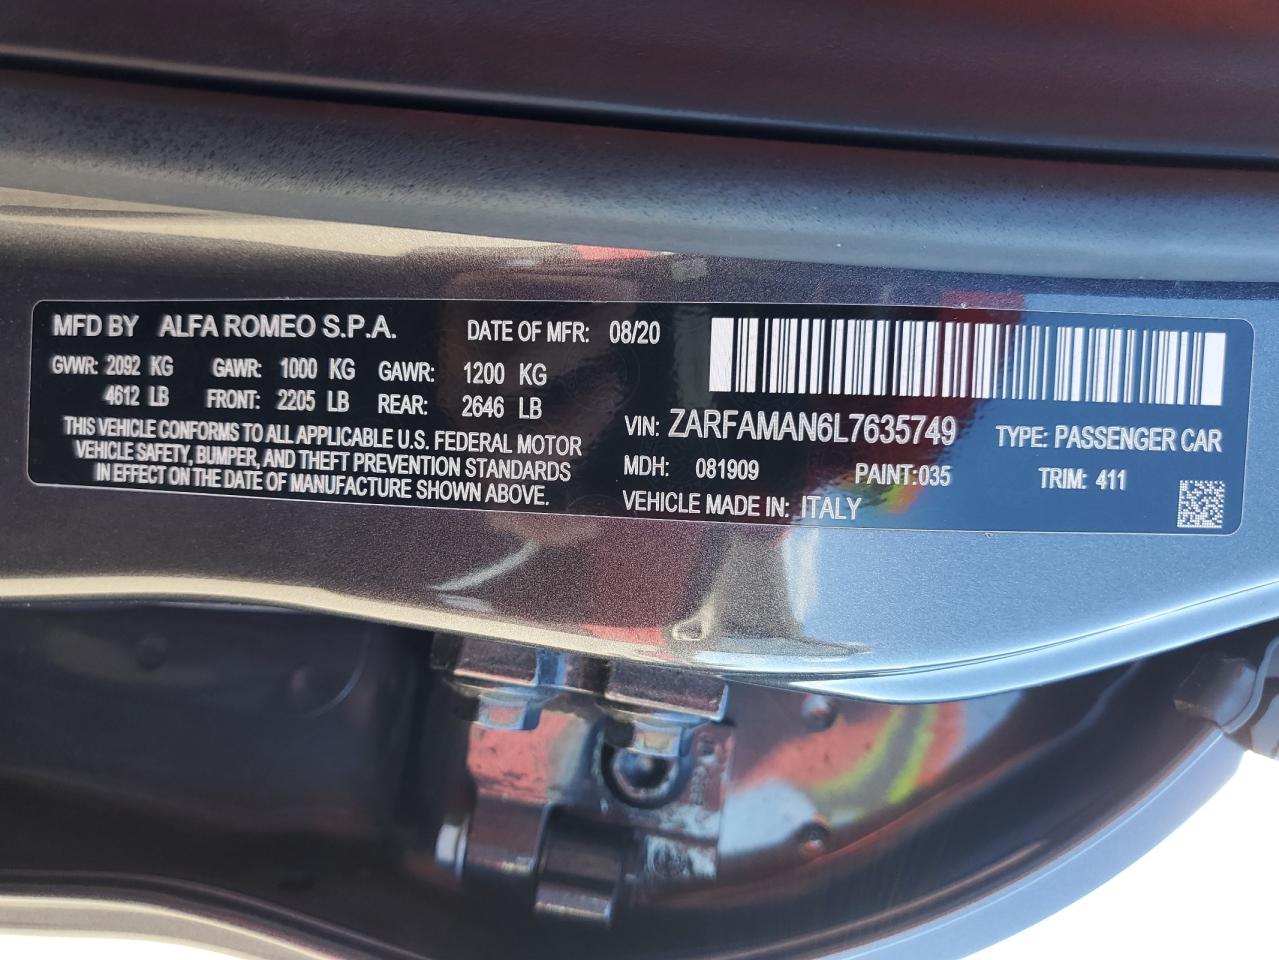 MFD BY ALFA ROMEO S.P.A. DATE OF MFR: 08/20
GVWR: 2092 KG GAWR: 1000 KG GAWR: 1200 KG
4612 LB FRONT: 2205 LB REAR: 2646 LB
THIS VEHICLE CONFORMS TO ALL APPLICABLE U.S. FEDERAL MOTOR
VEHICLE SAFETY, BUMPER, AND THEFT PREVENTION STANDARDS
IN EFFECT ON THE DATE OF MANUFACTURE SHOWN ABOVE.
VIN: ZARFAMAN6L7635749 TYPE: PASSENGER CAR
MDH: 081909 PAINT:035 TRIM: 411
VEHICLE MADE IN: ITALY